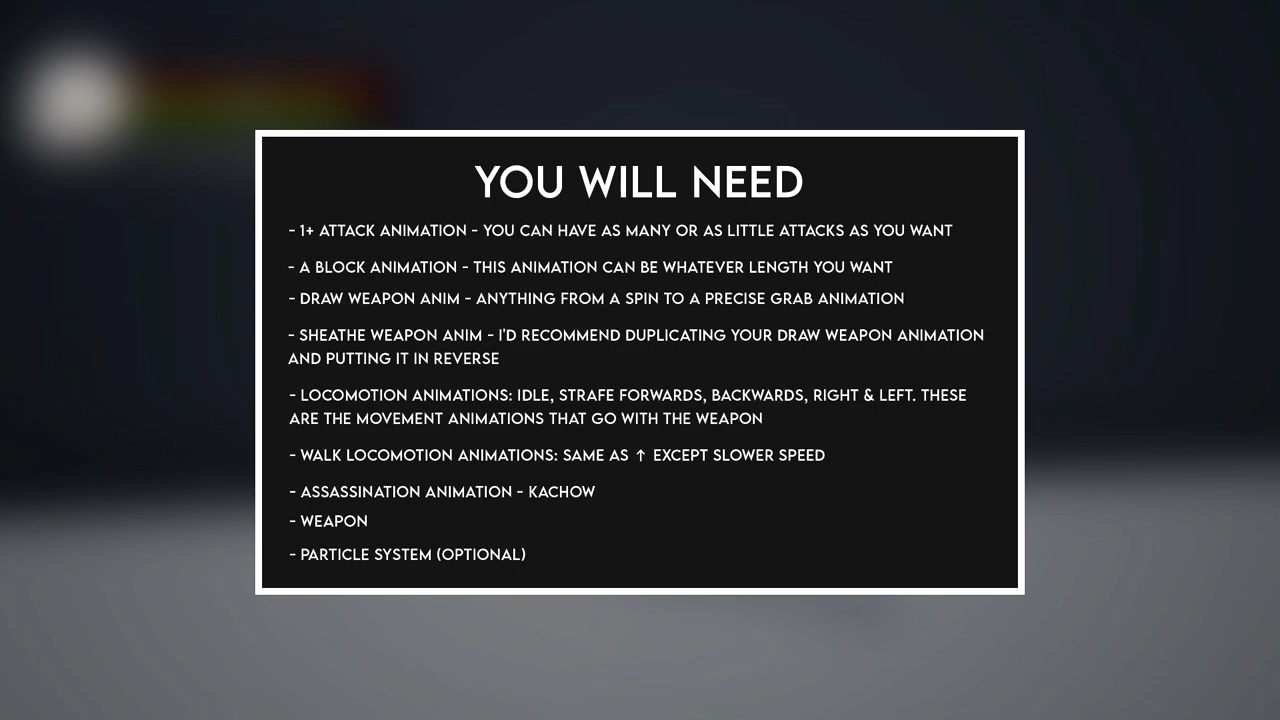 YOU WILL NEED
- 1+ ATTACK ANIMATION - YOU CAN HAVE AS MANY OR AS LITTLE ATTACKS AS YOU WANT
- A BLOCK ANIMATION - THIS ANIMATION CAN BE WHATEVER LENGTH YOU WANT
- DRAW WEAPON ANIM - ANYTHING FROM A SPIN TO A PRECISE GRAB ANIMATION
- SHEATHE WEAPON ANIM - I'D RECOMMEND DUPLICATING YOUR DRAW WEAPON ANIMATION
AND PUTTING IT IN REVERSE
- LOCOMOTION ANIMATIONS: IDLE, STRAFE FORWARDS, BACKWARDS, RIGHT & LEFT. THESE
ARE THE MOVEMENT ANIMATIONS THAT GO WITH THE WEAPON
- WALK LOCOMOTION ANIMATIONS: SAME AS ↑ EXCEPT SLOWER SPEED
- ASSASSINATION ANIMATION - KACHOW
- WEAPON
- PARTICLE SYSTEM (OPTIONAL)